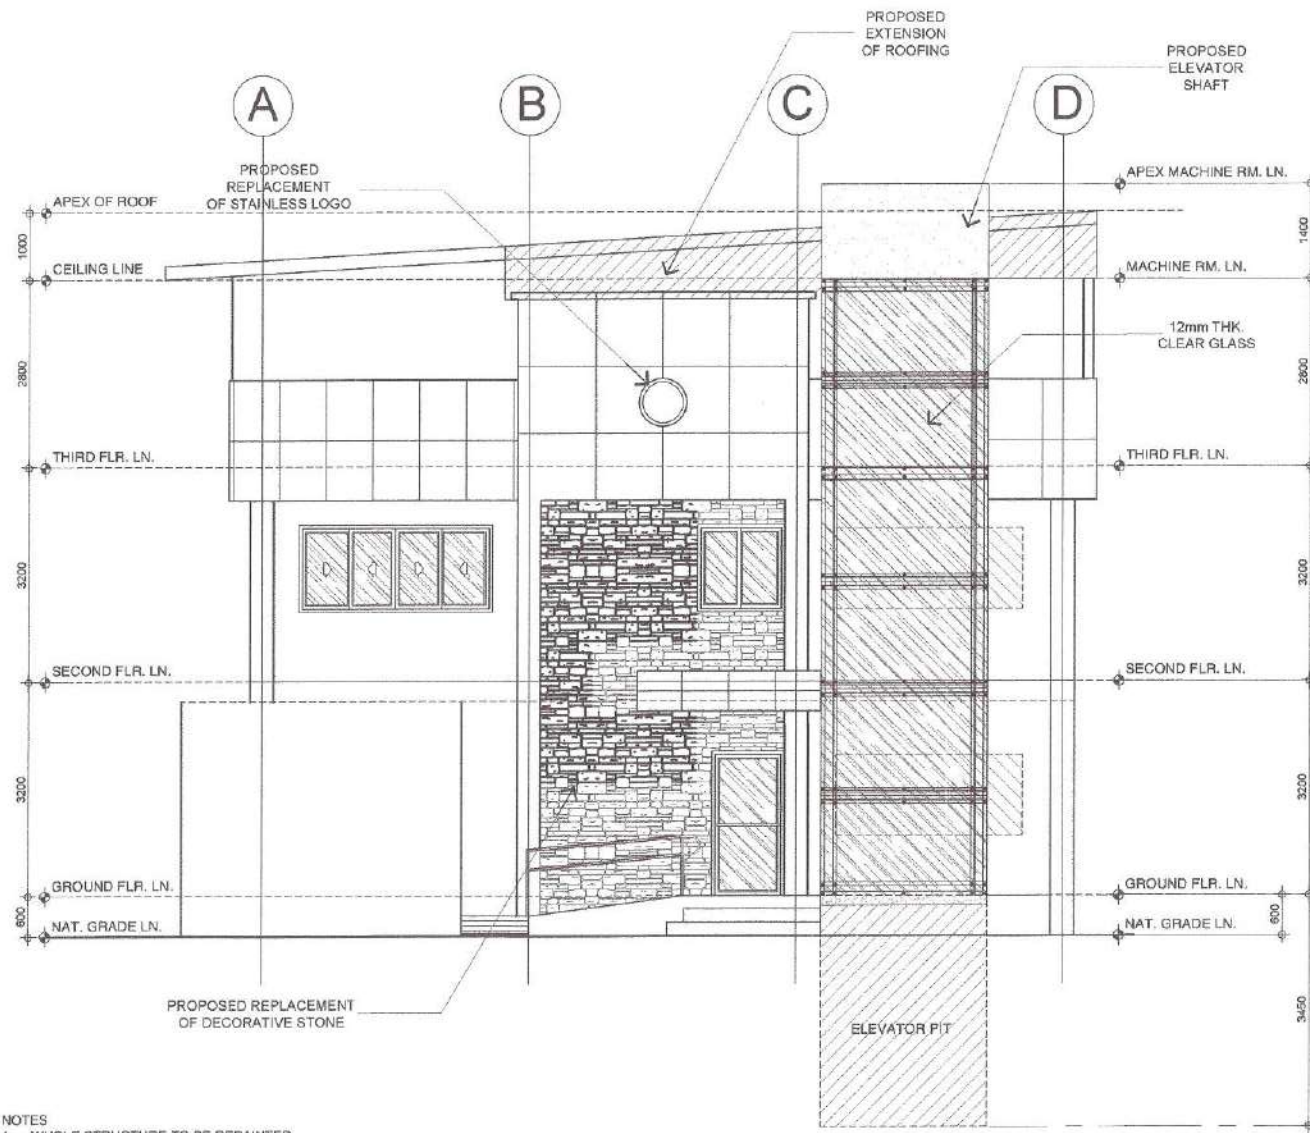 PROPOSED
EXTENSION
OF ROOFING
PROPOSED
ELEVATOR
SHAFT
A
B
C
D
PROPOSED
REPLACEMENT
OF STAINLESS LOGO
APEX OF ROOF
APEX MACHINE RM. LN.
1000
1400
CEILING LINE
MACHINE RM. LN.
12mm THK.
CLEAR GLASS
2800
2800
THIRD FLR. LN.
THIRD FLR. LN.
3200
3200
SECOND FLR. LN.
SECOND FLR. LN.
3200
3200
GROUND FLR. LN.
GROUND FLR. LN.
600
600
NAT. GRADE LN.
NAT. GRADE LN.
PROPOSED REPLACEMENT
OF DECORATIVE STONE
ELEVATOR PIT
3450
NOTES